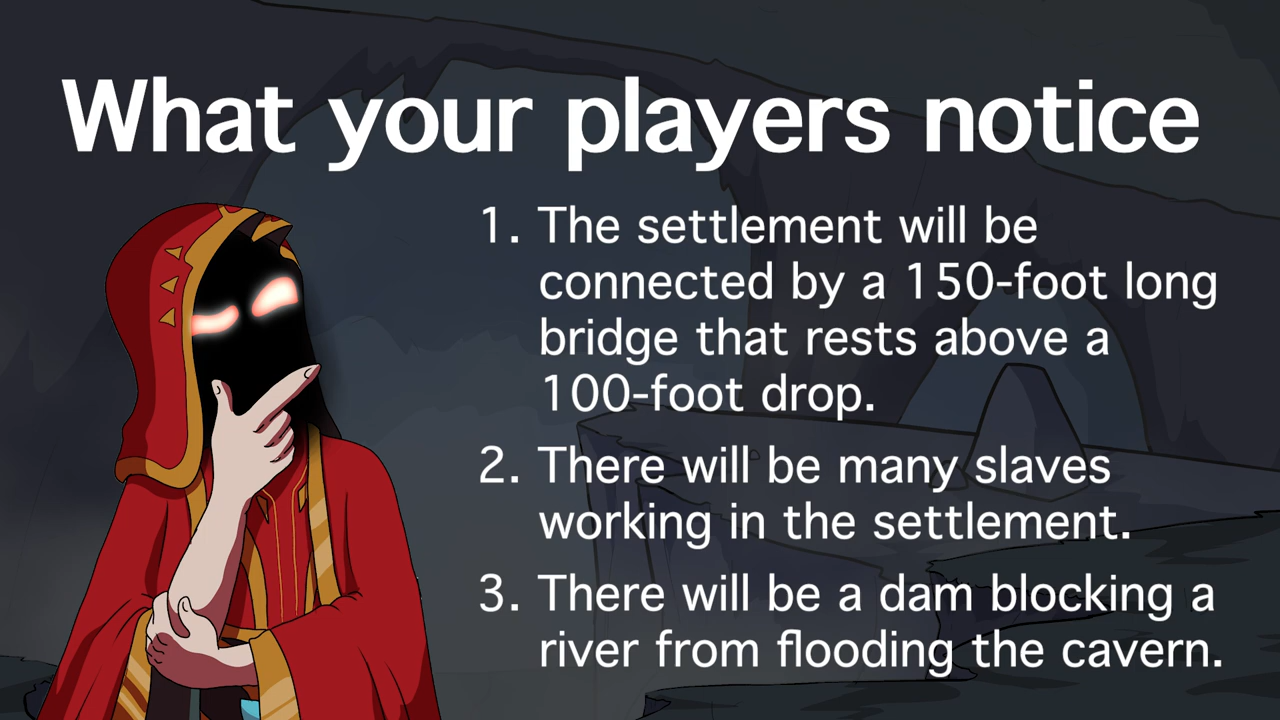 What your players notice
1. The settlement will be
connected by a 150-foot long
bridge that rests above a
100-foot drop.
2. There will be many slaves
working in the settlement.
3. There will be a dam blocking a
river from flooding the cavern.